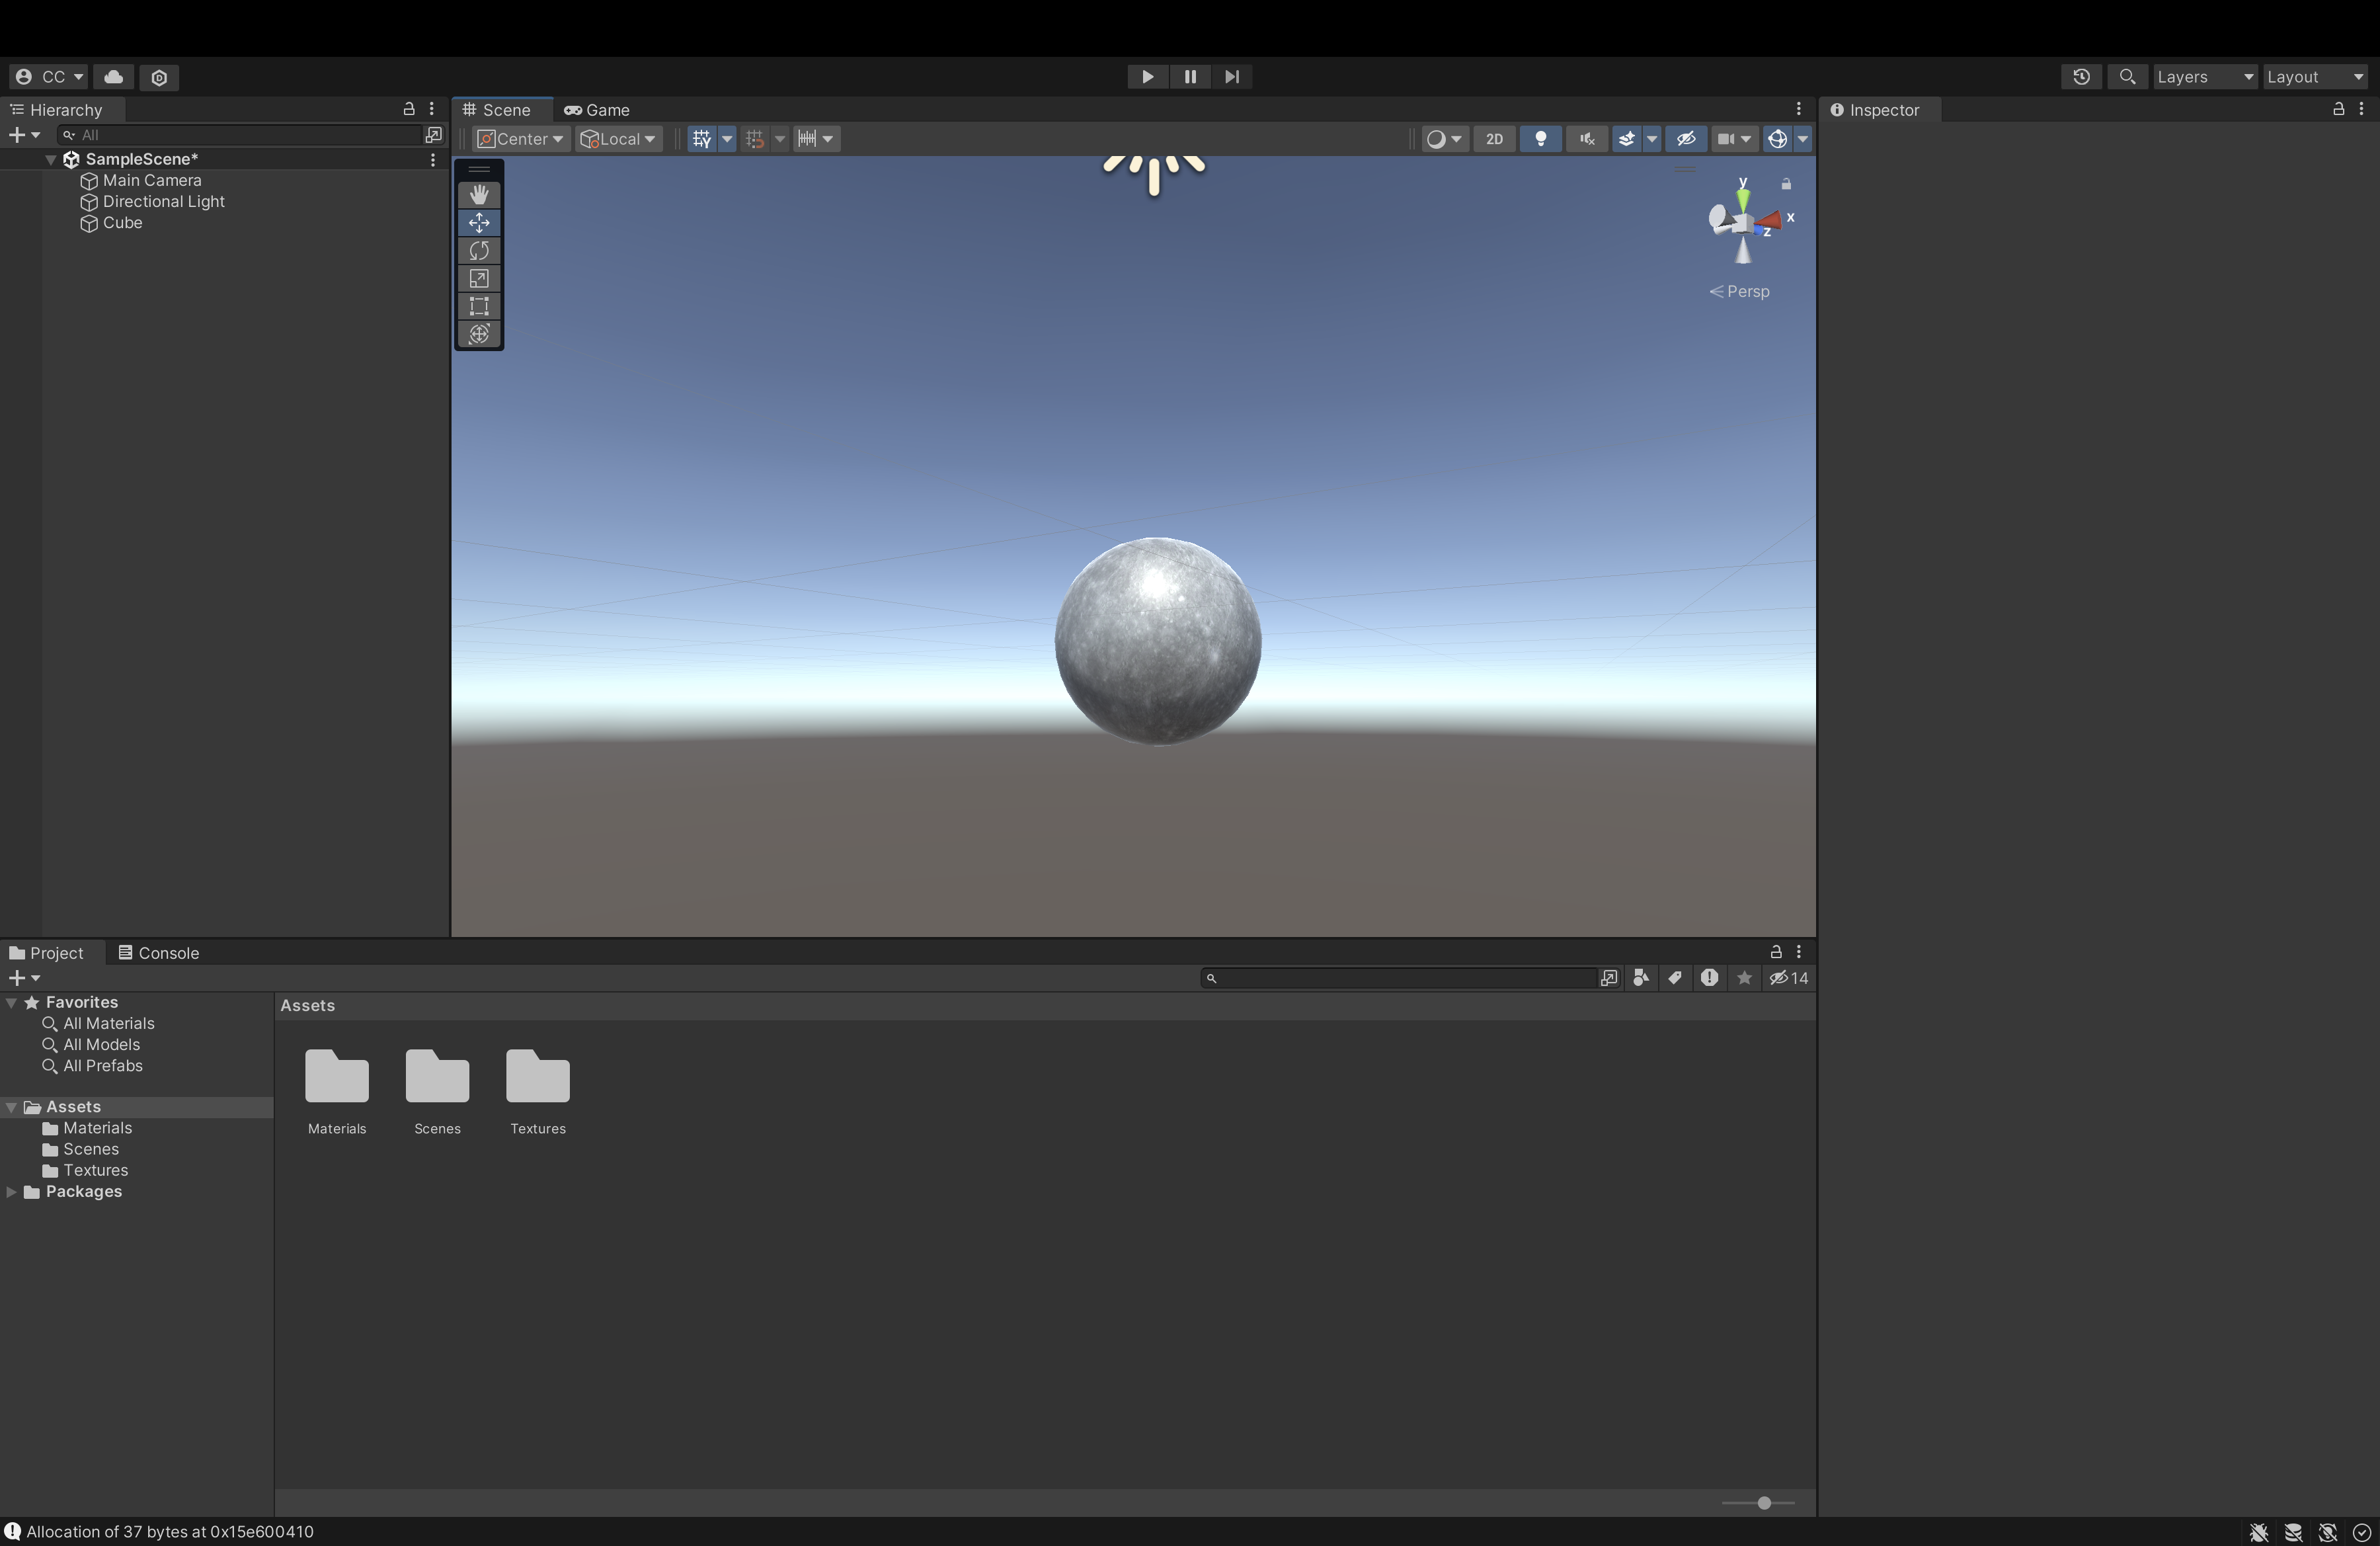 CC
Layers
Layout
Hierarchy
All
SampleScene*
Main Camera
Directional Light
Cube
Scene
Game
Center
Local
2D
y
x
z
Persp
Inspector
Project
Console
14
Favorites
All Materials
All Models
All Prefabs
Assets
Materials
Scenes
Textures
Packages
Assets
Materials
Scenes
Textures
Allocation of 37 bytes at 0x15e600410